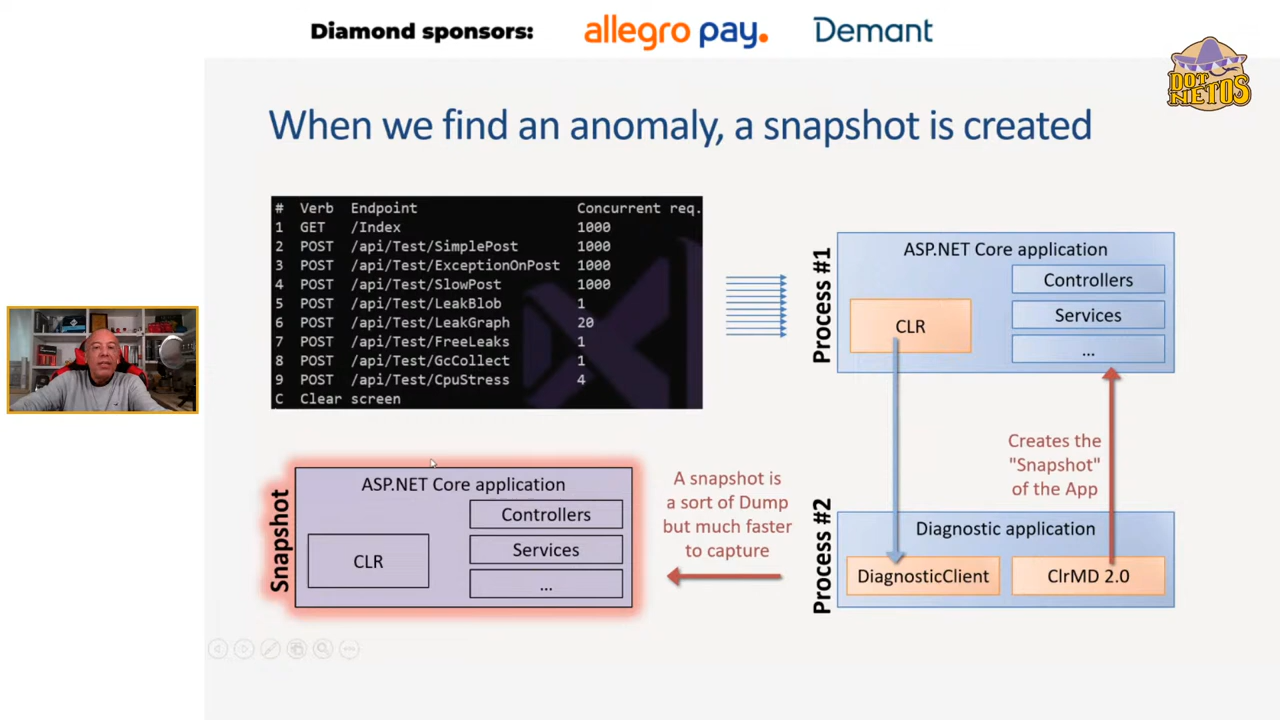 Diamond sponsors: allegro pay. Demant
DOT
NETOS
When we find an anomaly, a snapshot is created
# Verb Endpoint Concurrent req.
1 GET /Index 1000
2 POST /api/Test/SimplePost 1000
3 POST /api/Test/ExceptionOnPost 1000
4 POST /api/Test/SlowPost 1000
5 POST /api/Test/LeakBlob 1
6 POST /api/Test/LeakGraph 20
7 POST /api/Test/FreeLeaks 1
8 POST /api/Test/GcCollect 1
9 POST /api/Test/CpuStress 4
C Clear screen
Process #1
ASP.NET Core application
Controllers
CLR
Services
...
Creates the
"Snapshot"
of the App
Process #2
Diagnostic application
DiagnosticClient
ClrMD 2.0
A snapshot is
a sort of Dump
but much faster
to capture
Snapshot
ASP.NET Core application
Controllers
CLR
Services
...